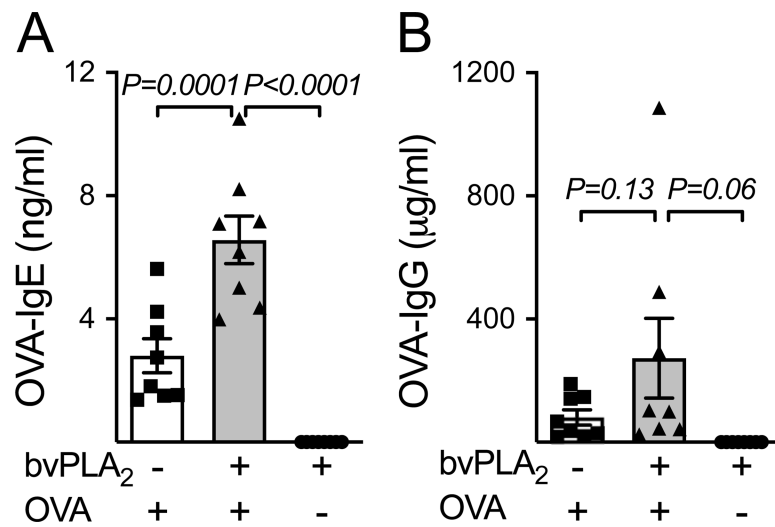 A
12
8
4
OVA-IgE (ng/ml)
P=0.0001
P<0.0001
bvPLA2 - + +
OVA + + -
B
1200
800
400
OVA-IgG (µg/ml)
P=0.13
P=0.06
bvPLA2 - + +
OVA + + -